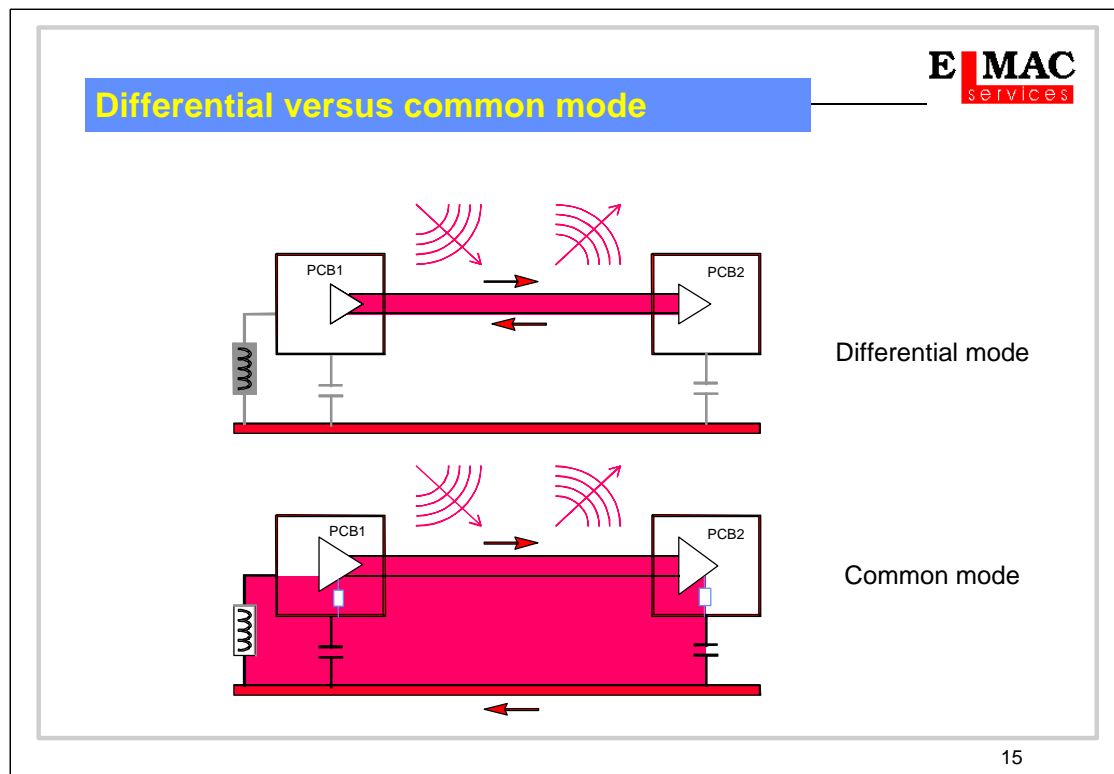 E MAC
services
Differential versus common mode
PCB1
PCB2
Differential mode
PCB1
PCB2
Common mode
15